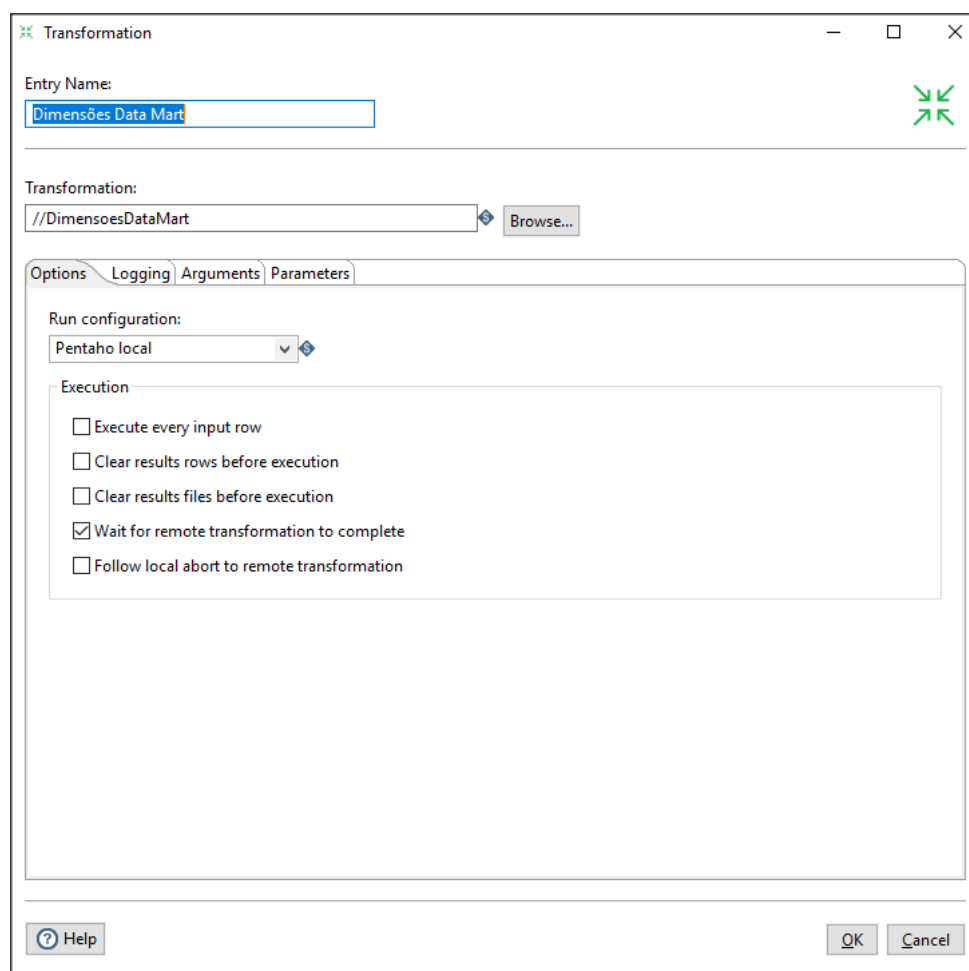 Transformation
Entry Name:
Dimensões Data Mart
Transformation:
//DimensoesDataMart
Browse...
Options Logging Arguments Parameters
Run configuration:
Pentaho local
Execution
Execute every input row
Clear results rows before execution
Clear results files before execution
Wait for remote transformation to complete
Follow local abort to remote transformation
Help OK Cancel